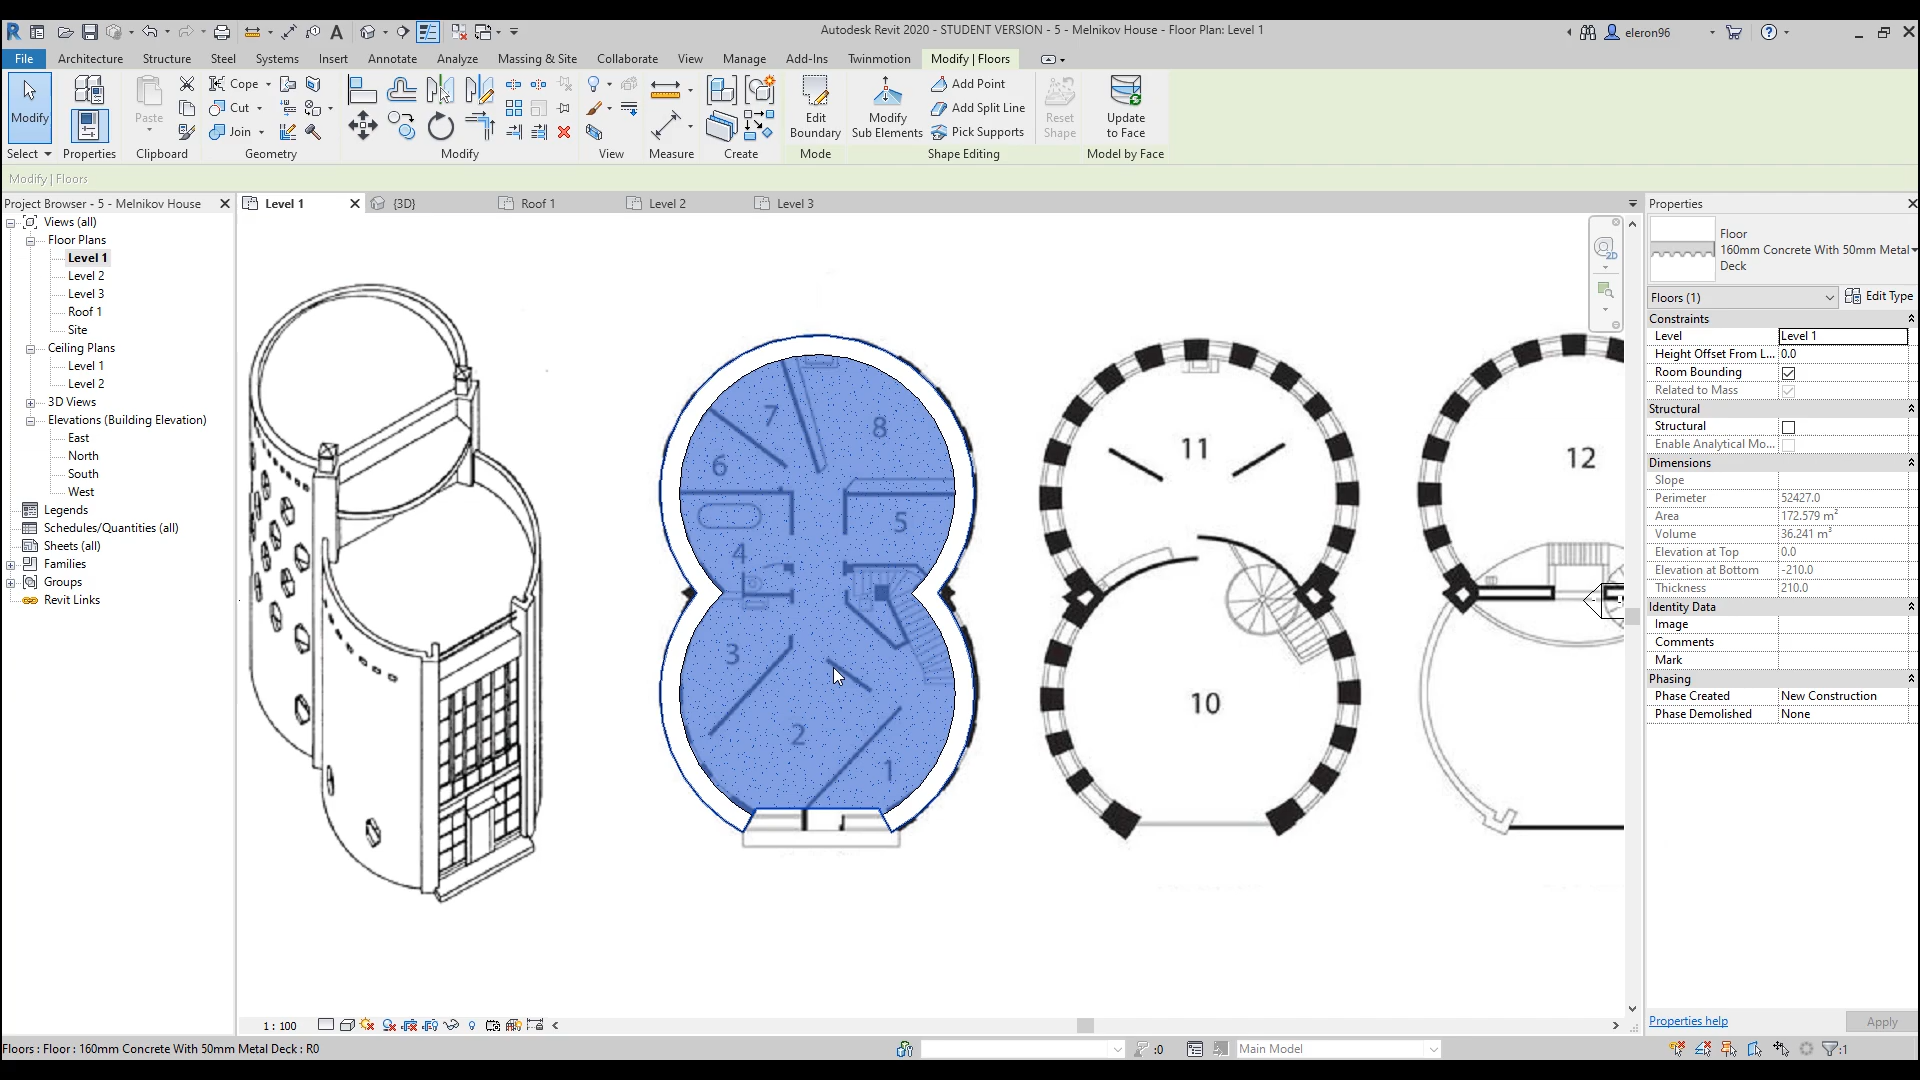 Autodesk Revit 2020 - STUDENT VERSION - 5 - Melnikov House - Floor Plan: Level 1
eleron96
File
Architecture
Structure
Steel
Systems
Insert
Annotate
Analyze
Massing & Site
Collaborate
View
Manage
Add-Ins
Twinmotion
Modify | Floors
Modify
Select
Properties
Paste
Clipboard
Cope
Cut
Join
Geometry
Modify
View
Measure
Create
Edit
Boundary
Mode
Modify
Sub Elements
Add Point
Add Split Line
Pick Supports
Shape Editing
Reset
Shape
Update
to Face
Model by Face
Modify | Floors
Project Browser - 5 - Melnikov House
Views (all)
Floor Plans
Level 1
Level 2
Level 3
Roof 1
Site
Ceiling Plans
Level 1
Level 2
3D Views
Elevations (Building Elevation)
East
North
South
West
Legends
Schedules/Quantities (all)
Sheets (all)
Families
Groups
Revit Links
Level 1
{3D}
Roof 1
Level 2
Level 3
2D
7
8
6
5
4
3
2
1
11
10
12
1 : 100
Properties
Floor
160mm Concrete With 50mm Metal
Deck
Floors (1)
Edit Type
Constraints
Level Level 1
Height Offset From L... 0.0
Room Bounding
Related to Mass
Structural
Structural
Enable Analytical Mo...
Dimensions
Slope
Perimeter 52427.0
Area 172.579 m²
Volume 36.241 m³
Elevation at Top 0.0
Elevation at Bottom -210.0
Thickness 210.0
Identity Data
Image
Comments
Mark
Phasing
Phase Created New Construction
Phase Demolished None
Properties help
Apply
Floors : Floor : 160mm Concrete With 50mm Metal Deck : R0
:0
Main Model
:1